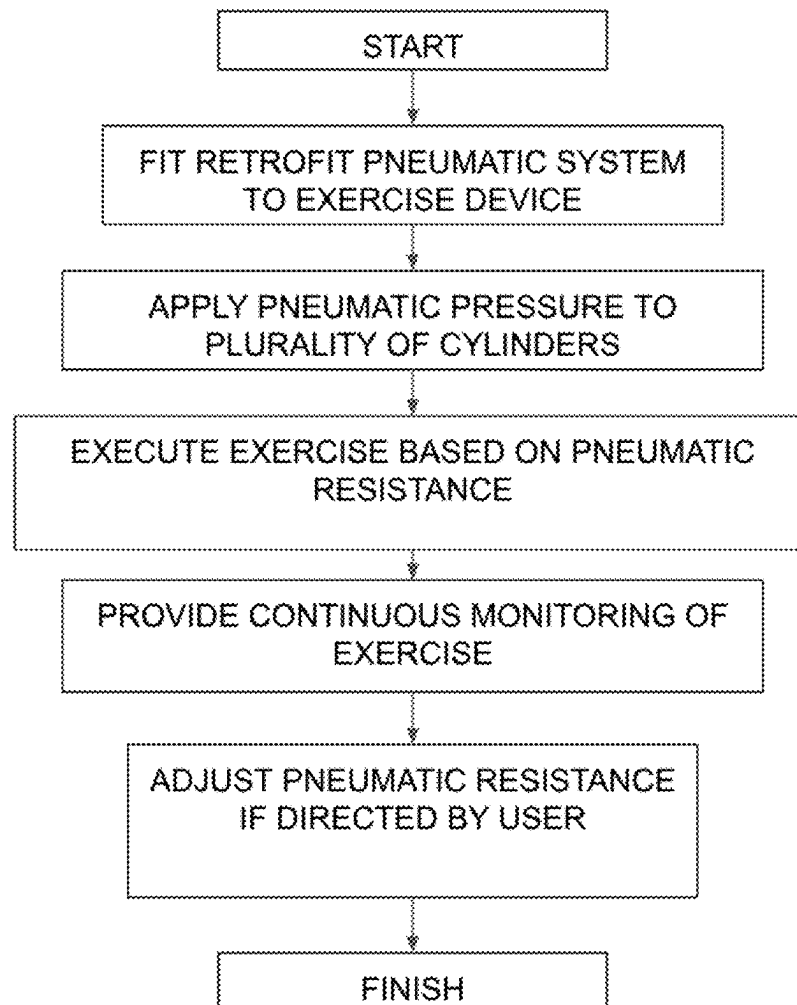 START
FIT RETROFIT PNEUMATIC SYSTEM
TO EXERCISE DEVICE
APPLY PNEUMATIC PRESSURE TO
PLURALITY OF CYLINDERS
EXECUTE EXERCISE BASED ON PNEUMATIC
RESISTANCE
PROVIDE CONTINUOUS MONITORING OF
EXERCISE
ADJUST PNEUMATIC RESISTANCE
IF DIRECTED BY USER
FINISH